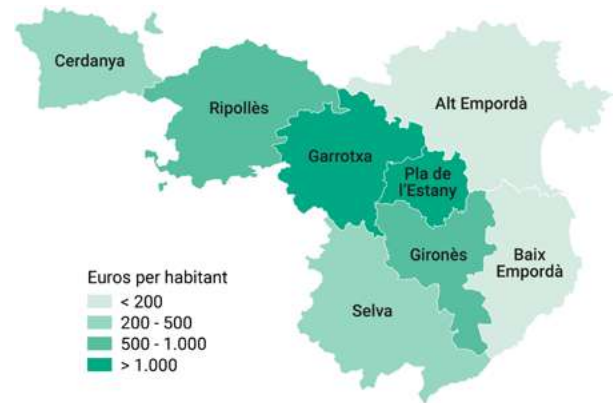 Cerdanya
Ripollès
Alt Empordà
Garrotxa
Pla de
l'Estany
Gironès
Baix
Empordà
Selva
Euros per habitant
< 200
200 - 500
500 - 1.000
> 1.000